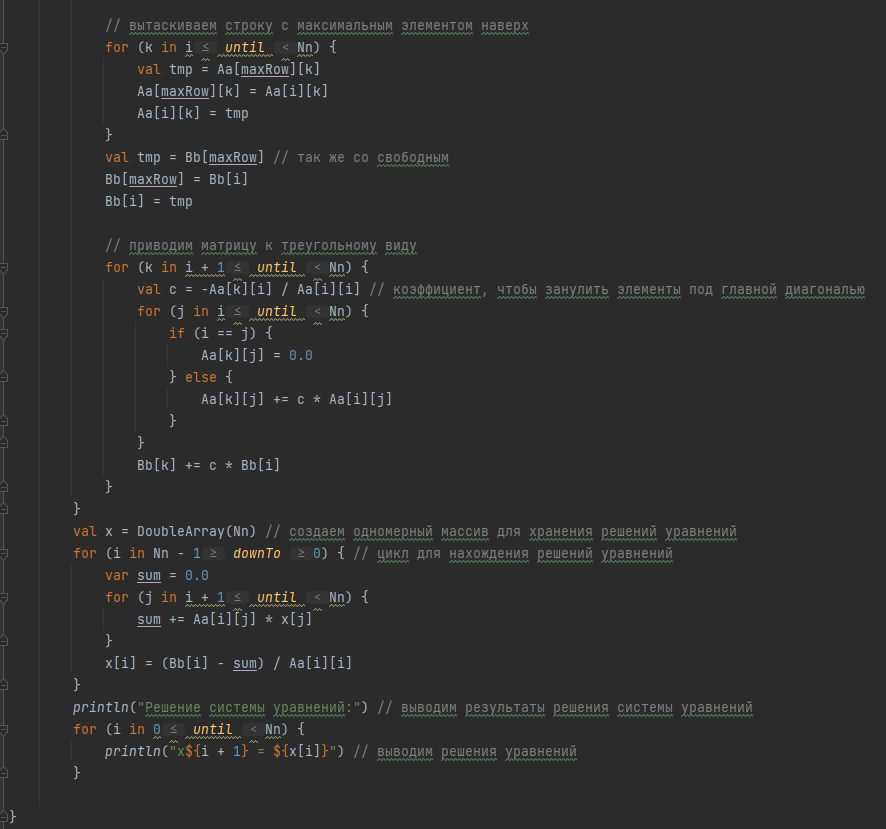 // вытаскиваем строку с максимальным элементом наверх
for (k in i ≤ until < Nn) {
val tmp = Aa[maxRow][k]
Aa[maxRow][k] = Aa[i][k]
Aa[i][k] = tmp
}
val tmp = Bb[maxRow] // так же со свободным
Bb[maxRow] = Bb[i]
Bb[i] = tmp
// приводим матрицу к треугольному виду
for (k in i + 1 ≤ until < Nn) {
val c = -Aa[k][i] / Aa[i][i] // коэффициент, чтобы занулить элементы под главной диагональю
for (j in i ≤ until < Nn) {
if (i == j) {
Aa[k][j] = 0.0
} else {
Aa[k][j] += c * Aa[i][j]
}
}
Bb[k] += c * Bb[i]
}
}
val x = DoubleArray(Nn) // создаем одномерный массив для хранения решений уравнений
for (i in Nn - 1 ≥ downTo ≥ 0) { // цикл для нахождения решений уравнений
var sum = 0.0
for (j in i + 1 ≤ until < Nn) {
sum += Aa[i][j] * x[j]
}
x[i] = (Bb[i] - sum) / Aa[i][i]
}
println("Решение системы уравнений:") // выводим результаты решения системы уравнений
for (i in 0 ≤ until < Nn) {
println("x${i + 1} = ${x[i]}") // выводим решения уравнений
}
}